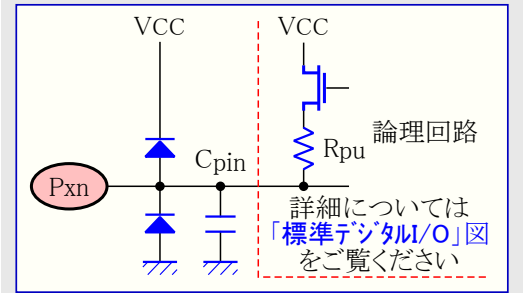 VCC
VCC
論理回路
Cpin
Rpu
Pxn
詳細については
「標準ﾃﾞｼﾞﾀﾙI/O」図
をご覧ください